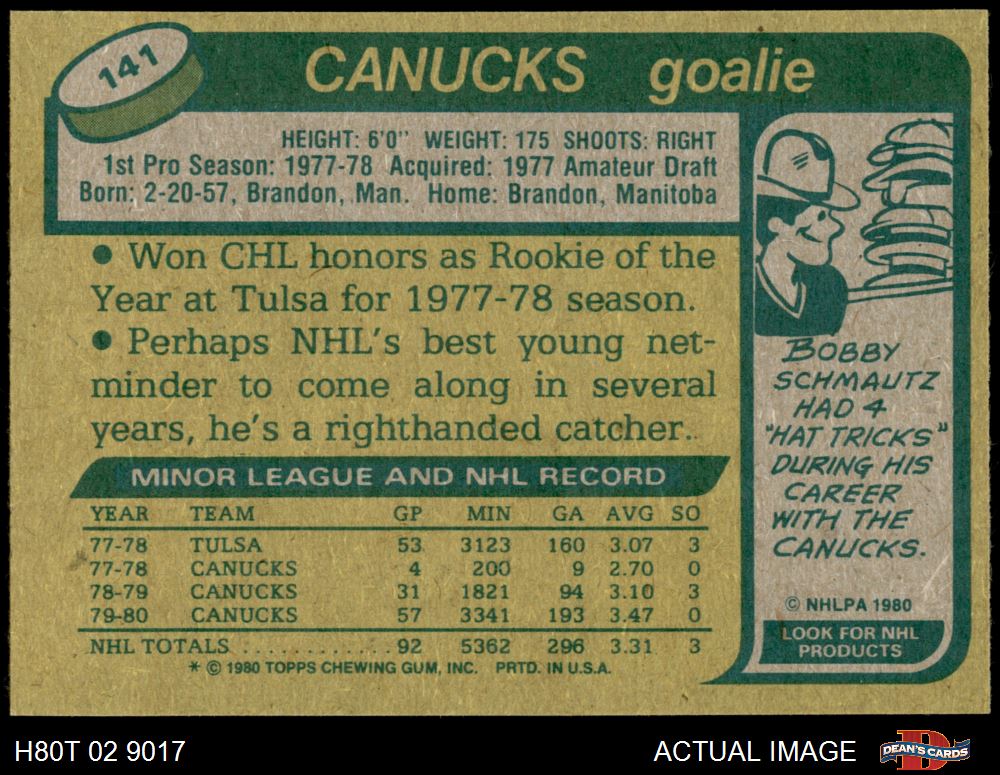 141
CANUCKS goalie
HEIGHT: 6'0" WEIGHT: 175 SHOOTS: RIGHT
1st Pro Season: 1977-78 Acquired: 1977 Amateur Draft
Born: 2-20-57, Brandon, Man. Home: Brandon, Manitoba
• Won CHL honors as Rookie of the
Year at Tulsa for 1977-78 season.
• Perhaps NHL's best young net-
minder to come along in several
years, he's a righthanded catcher.
MINOR LEAGUE AND NHL RECORD
YEAR TEAM GP MIN GA AVG SO
77-78 TULSA 53 3123 160 3.07 3
77-78 CANUCKS 4 200 9 2.70 0
78-79 CANUCKS 31 1821 94 3.10 3
79-80 CANUCKS 57 3341 193 3.47 0
NHL TOTALS ............ 92 5362 296 3.31 3
* © 1980 TOPPS CHEWING GUM, INC. PRTD. IN U.S.A.
BOBBY
SCHMAUTZ
HAD 4
"HAT TRICKS"
DURING HIS
CAREER
WITH THE
CANUCKS.
© NHLPA 1980
LOOK FOR NHL
PRODUCTS
H80T 02 9017
ACTUAL IMAGE
DEAN'S CARDS